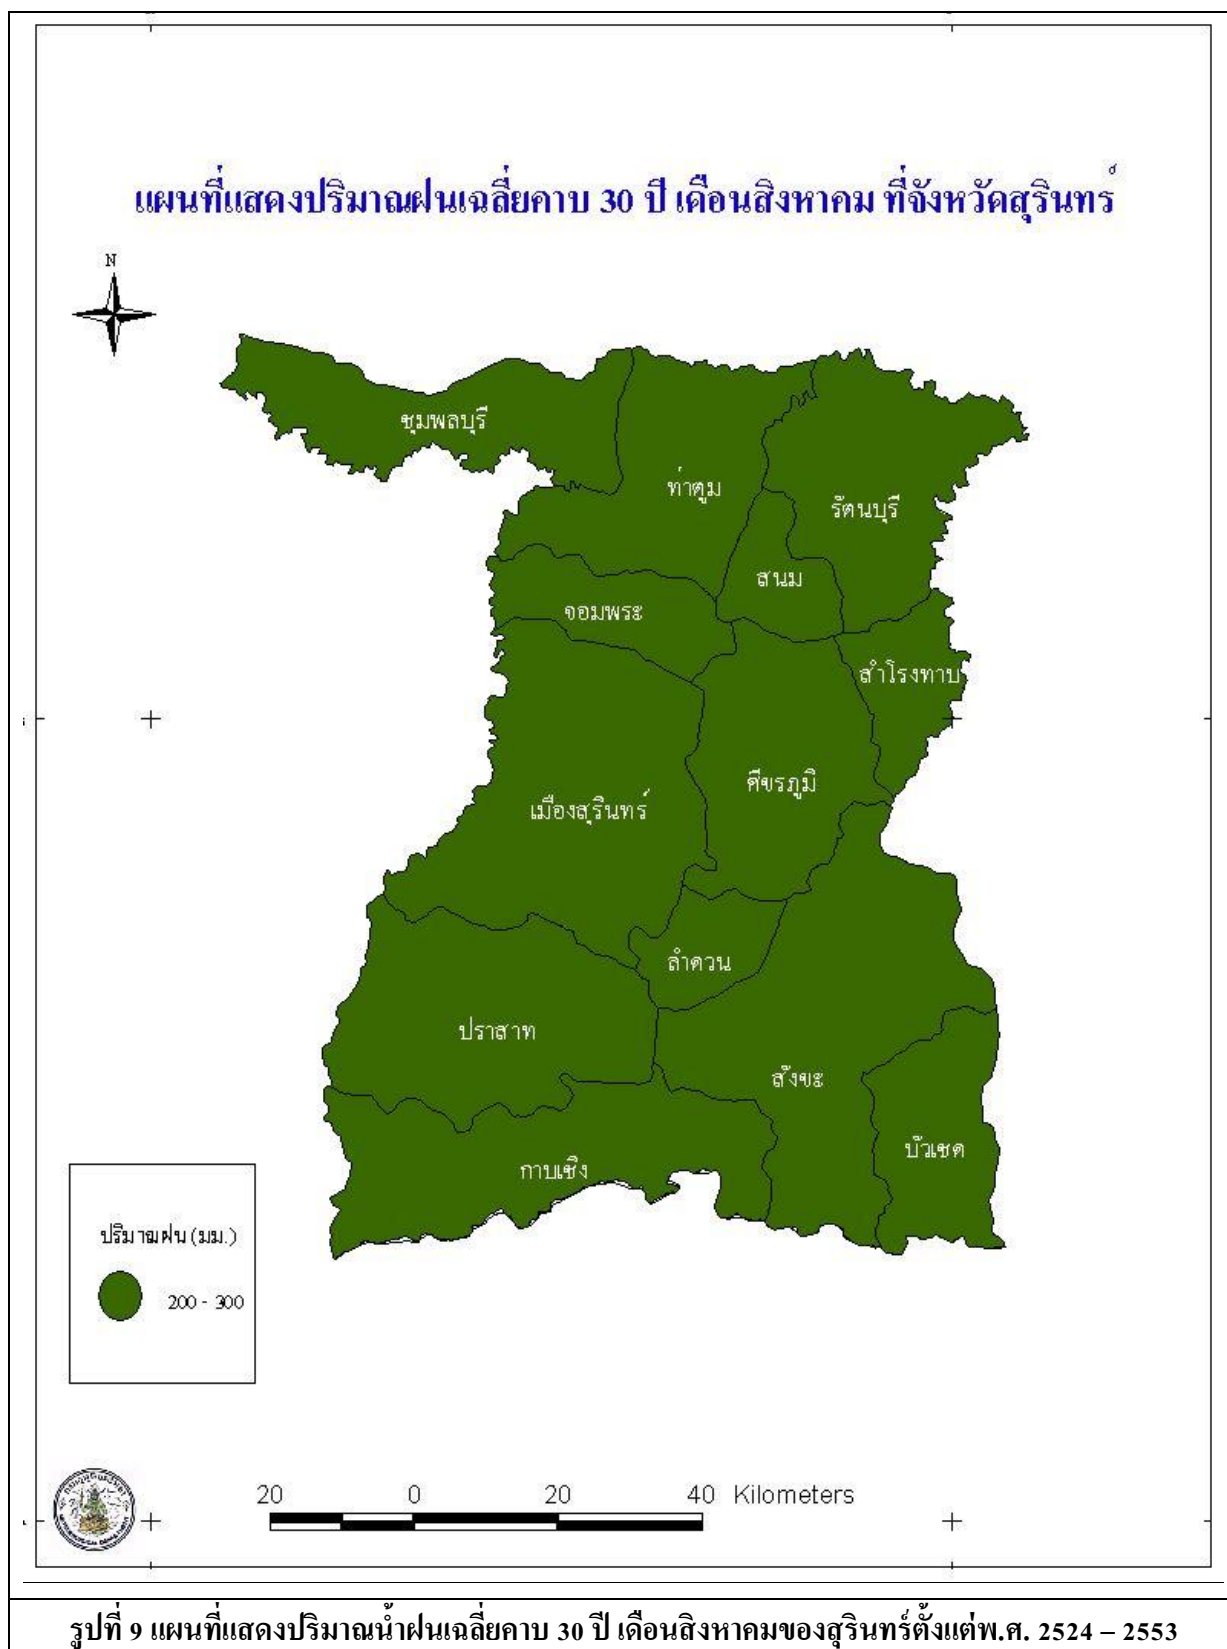 แผนที่แสดงปริมาณฝนเฉลี่ยคาบ 30 ปี เดือนสิงหาคม ที่จังหวัดสุรินทร์
N
ชุมพลบุรี
ท่าตูม
รัตนบุรี
สนม
จอมพระ
สำโรงทาบ
ศีขรภูมิ
เมืองสุรินทร์
ลำดวน
ปราสาท
สังขะ
บัวเชด
กาบเชิง
ปริมาณฝน (มม.)
200 - 300
20 0 20 40 Kilometers
รูปที่ 9 แผนที่แสดงปริมาณน้ำฝนเฉลี่ยคาบ 30 ปี เดือนสิงหาคมของสุรินทร์ตั้งแต่พ.ศ. 2524 – 2553